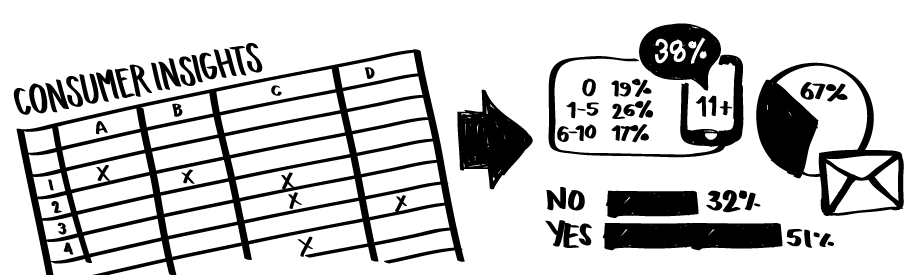 CONSUMER INSIGHTS
A B C D
1 X X X
2 X X
3
4 X
38%
0 19%
1-5 26%
6-10 17%
11+
67%
NO 32%
YES 51%